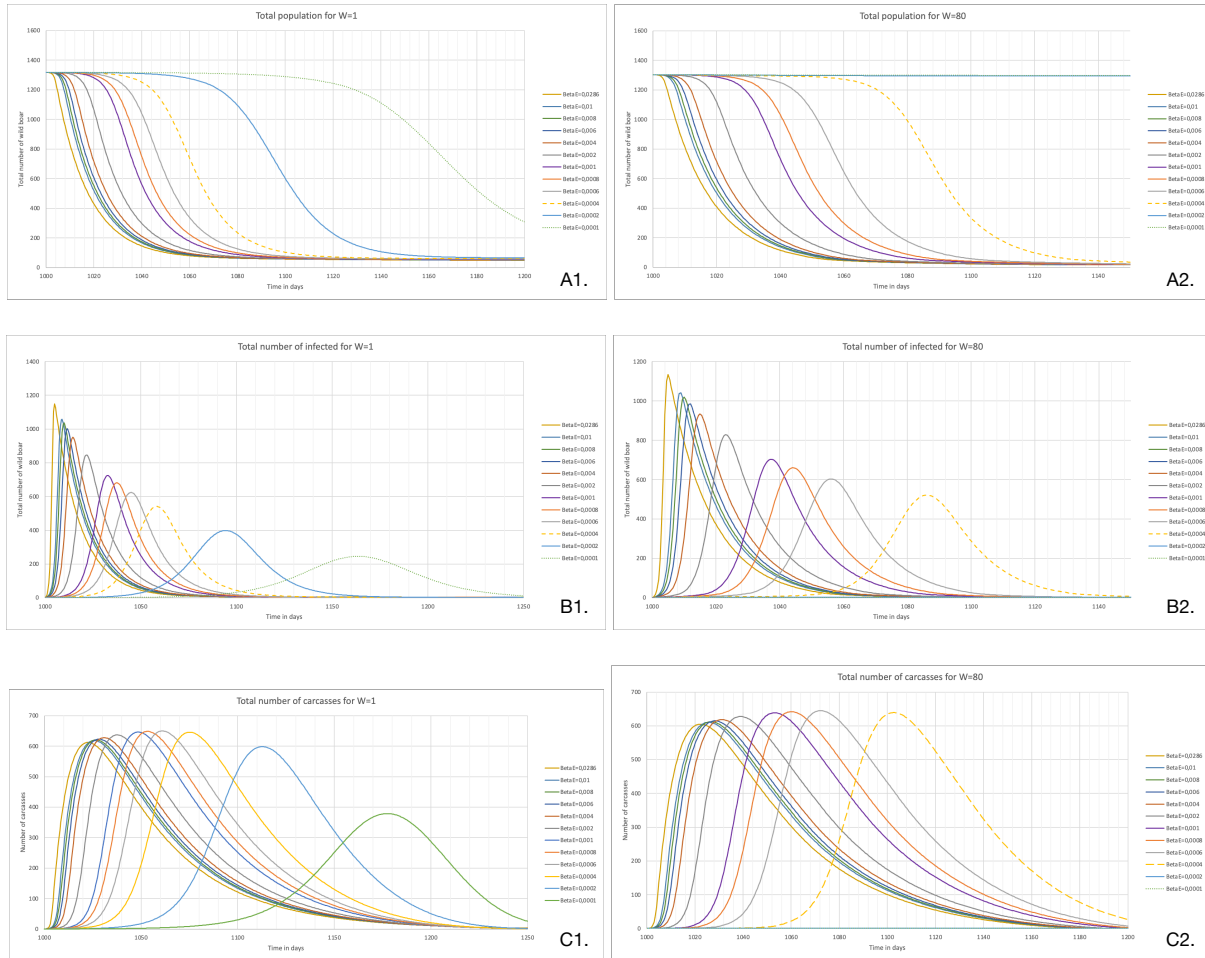 Total population for W=1
Total number of wild boar
1600
1400
1200
1000
800
600
400
200
0
1000 1020 1040 1060 1080 1100 1120 1140 1160 1180 1200
Time in days
BetaE=0,0286
BetaE=0,01
BetaE=0,008
BetaE=0,006
BetaE=0,004
BetaE=0,002
BetaE=0,001
BetaE=0,0008
BetaE=0,0006
BetaE=0,0004
BetaE=0,0002
BetaE=0,0001
A1.
Total population for W=80
Total number of wild boar
1600
1400
1200
1000
800
600
400
200
0
1000 1020 1040 1060 1080 1100 1120 1140
Time in days
BetaE=0,0286
BetaE=0,01
BetaE=0,008
BetaE=0,006
BetaE=0,004
BetaE=0,002
BetaE=0,001
BetaE=0,0008
BetaE=0,0006
BetaE=0,0004
BetaE=0,0002
BetaE=0,0001
A2.
Total number of infected for W=1
Total number of wild boar
1400
1200
1000
800
600
400
200
0
1000 1050 1100 1150 1200 1250
Time in days
BetaE=0,0286
BetaE=0,01
BetaE=0,008
BetaE=0,006
BetaE=0,004
BetaE=0,002
BetaE=0,001
BetaE=0,0008
BetaE=0,0006
BetaE=0,0004
BetaE=0,0002
BetaE=0,0001
B1.
Total number of infected for W=80
Total number of wild boar
1200
1000
800
600
400
200
0
1000 1020 1040 1060 1080 1100 1120 1140
Time in days
BetaE=0,0286
BetaE=0,01
BetaE=0,008
BetaE=0,006
BetaE=0,004
BetaE=0,002
BetaE=0,001
BetaE=0,0008
BetaE=0,0006
BetaE=0,0004
BetaE=0,0002
BetaE=0,0001
B2.
Total number of carcasses for W=1
Number of carcasses
700
600
500
400
300
200
100
0
1000 1050 1100 1150 1200 1250
Time in days
BetaE=0,0286
BetaE=0,01
BetaE=0,008
BetaE=0,006
BetaE=0,004
BetaE=0,002
BetaE=0,001
BetaE=0,0008
BetaE=0,0006
BetaE=0,0004
BetaE=0,0002
BetaE=0,0001
C1.
Total number of carcasses for W=80
Number of carcasses
700
600
500
400
300
200
100
0
1000 1020 1040 1060 1080 1100 1120 1140 1160 1180 1200
Time in days
BetaE=0,0286
BetaE=0,01
BetaE=0,008
BetaE=0,006
BetaE=0,004
BetaE=0,002
BetaE=0,001
BetaE=0,0008
BetaE=0,0006
BetaE=0,0004
BetaE=0,0002
BetaE=0,0001
C2.